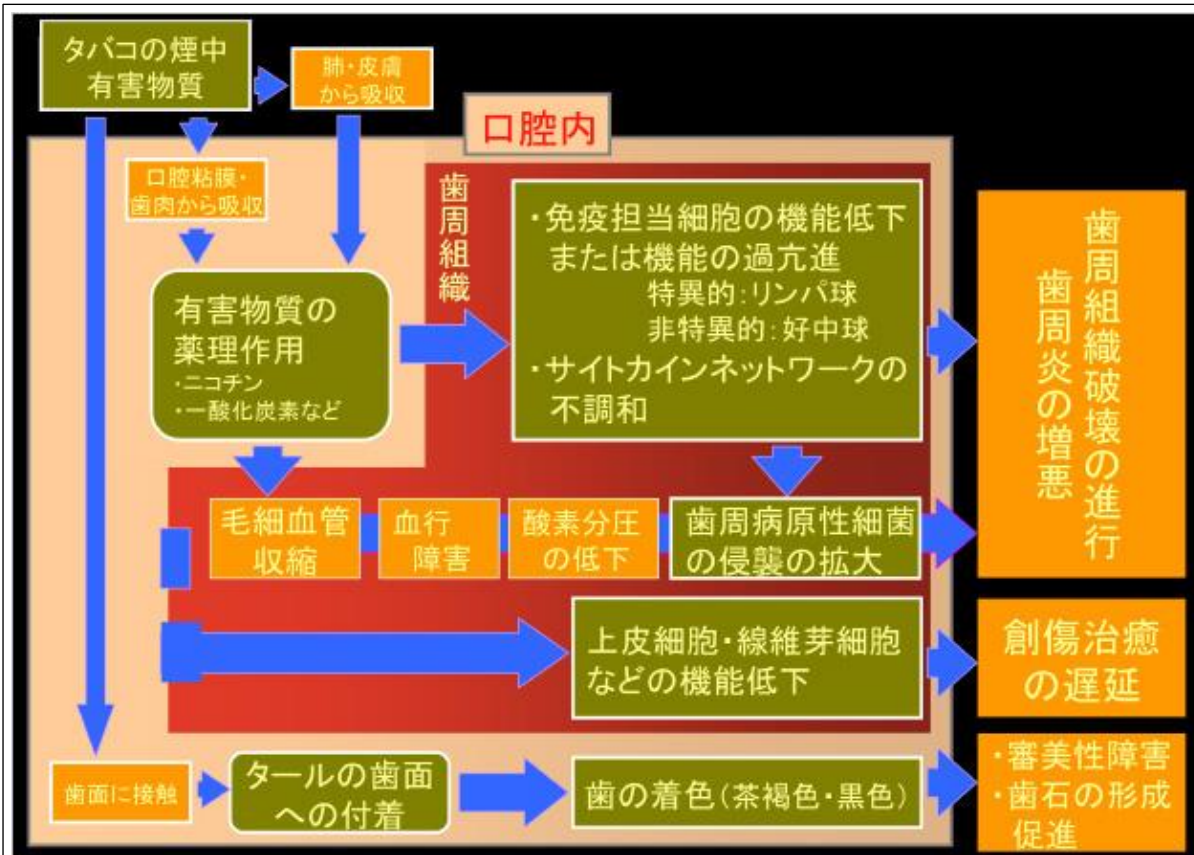 タバコの煙中
有害物質
肺・皮膚
から吸収
口腔内
口腔粘膜・
歯肉から吸収
歯周組織
有害物質の
薬理作用
・ニコチン
・一酸化炭素など
・免疫担当細胞の機能低下
または機能の過亢進
特異的:リンパ球
非特異的:好中球
・サイトカインネットワークの
不調和
歯周組織破壊の進行
歯周炎の増悪
毛細血管
収縮
血行
障害
酸素分圧
の低下
歯周病原性細菌
の侵襲の拡大
上皮細胞・線維芽細胞
などの機能低下
創傷治癒
の遅延
歯面に接触
タールの歯面
への付着
歯の着色(茶褐色・黒色)
・審美性障害
・歯石の形成
促進